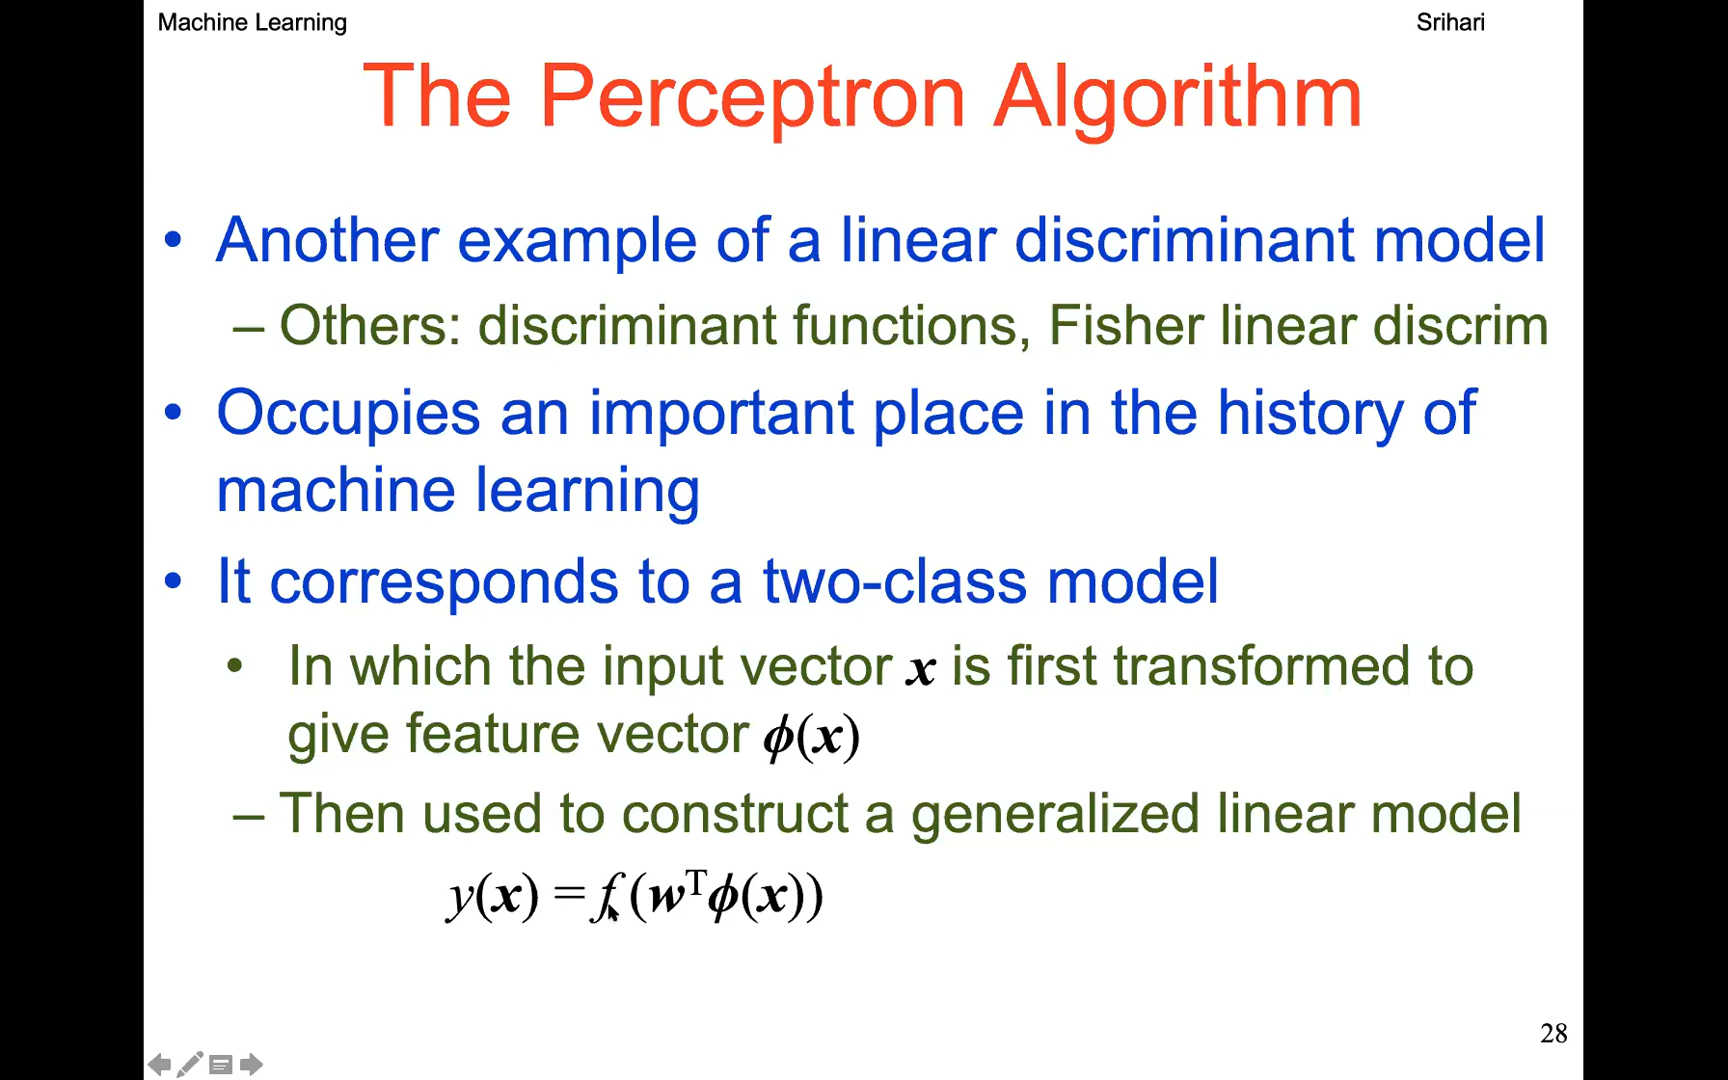 Machine Learning Srihari
The Perceptron Algorithm
• Another example of a linear discriminant model
– Others: discriminant functions, Fisher linear discrim
• Occupies an important place in the history of
machine learning
• It corresponds to a two-class model
• In which the input vector x is first transformed to
give feature vector ϕ(x)
– Then used to construct a generalized linear model
y(x) = f (wᵀϕ(x))
28